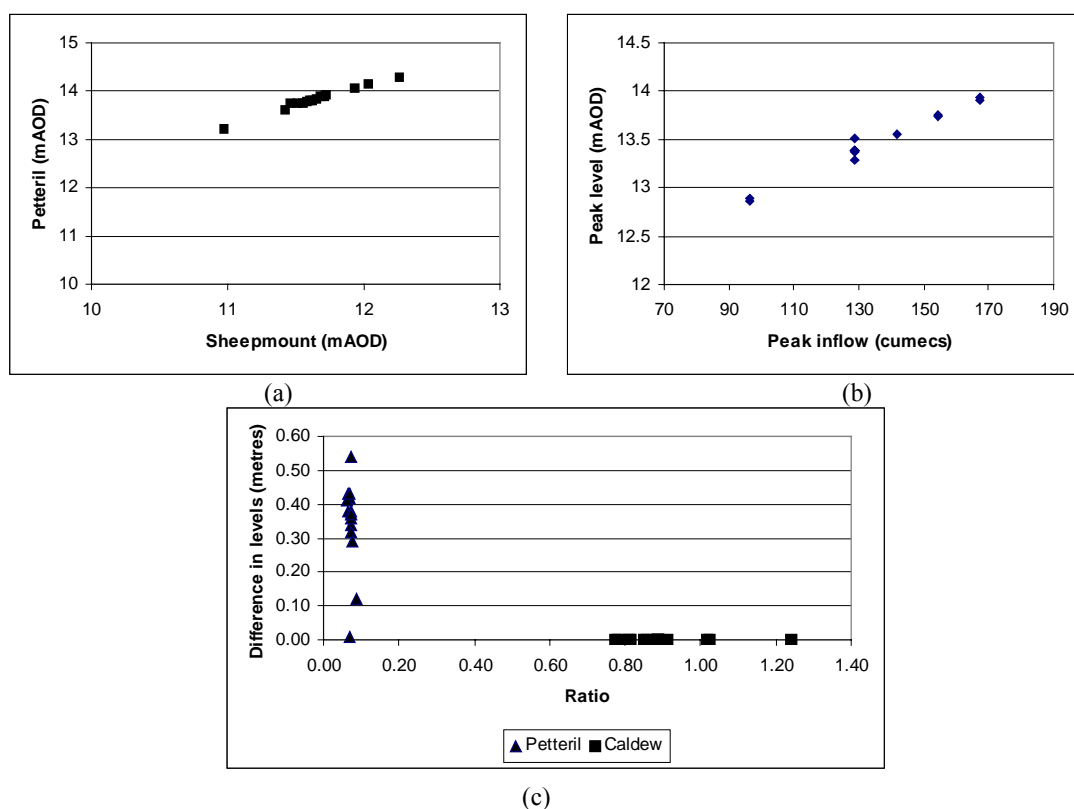 15
14
13
12
11
10
10 11 12 13
Petteril (mAOD)
Sheepmount (mAOD)
(a)
14.5
14
13.5
13
12.5
12
70 90 110 130 150 170 190
Peak level (mAOD)
Peak inflow (cumecs)
(b)
0.60
0.50
0.40
0.30
0.20
0.10
0.00
0.00 0.20 0.40 0.60 0.80 1.00 1.20 1.40
Difference in levels (metres)
Ratio
Petteril Caldew
(c)